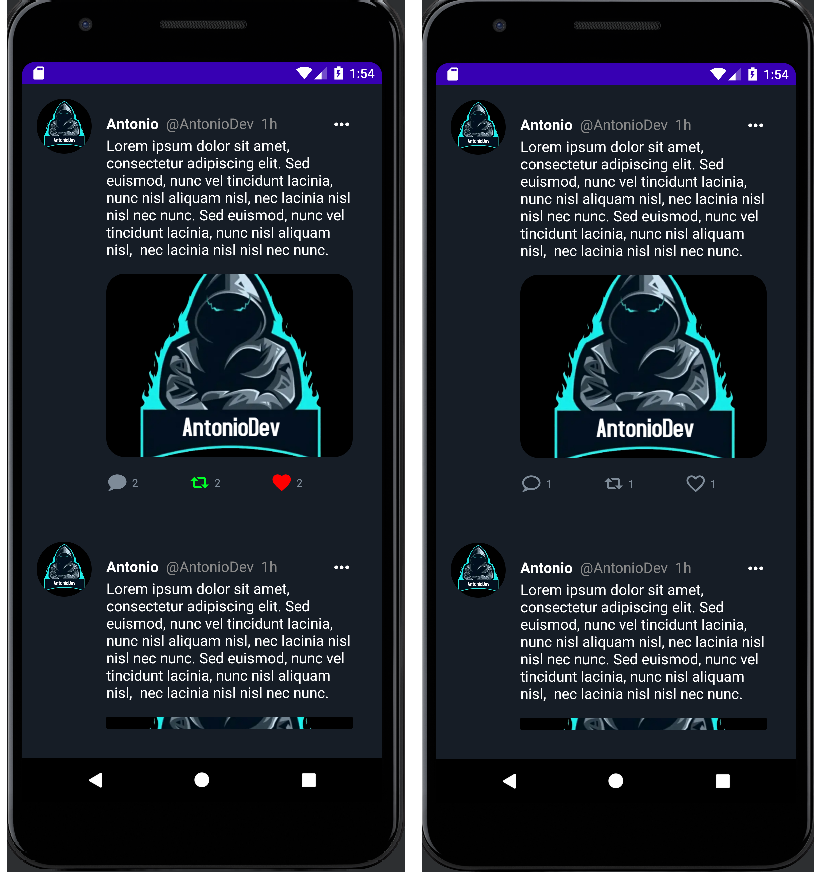 1:54
Antonio @AntonioDev 1h
Lorem ipsum dolor sit amet,
consectetur adipiscing elit. Sed
euismod, nunc vel tincidunt lacinia,
nunc nisl aliquam nisl, nec lacinia nisl
nisl nec nunc. Sed euismod, nunc vel
tincidunt lacinia, nunc nisl aliquam
nisl, nec lacinia nisl nisl nec nunc.
AntonioDev
AntonioDev
2 2 2
Antonio @AntonioDev 1h
Lorem ipsum dolor sit amet,
consectetur adipiscing elit. Sed
euismod, nunc vel tincidunt lacinia,
nunc nisl aliquam nisl, nec lacinia nisl
nisl nec nunc. Sed euismod, nunc vel
tincidunt lacinia, nunc nisl aliquam
nisl, nec lacinia nisl nisl nec nunc.
AntonioDev
1:54
Antonio @AntonioDev 1h
Lorem ipsum dolor sit amet,
consectetur adipiscing elit. Sed
euismod, nunc vel tincidunt lacinia,
nunc nisl aliquam nisl, nec lacinia nisl
nisl nec nunc. Sed euismod, nunc vel
tincidunt lacinia, nunc nisl aliquam
nisl, nec lacinia nisl nisl nec nunc.
AntonioDev
AntonioDev
1 1 1
Antonio @AntonioDev 1h
Lorem ipsum dolor sit amet,
consectetur adipiscing elit. Sed
euismod, nunc vel tincidunt lacinia,
nunc nisl aliquam nisl, nec lacinia nisl
nisl nec nunc. Sed euismod, nunc vel
tincidunt lacinia, nunc nisl aliquam
nisl, nec lacinia nisl nisl nec nunc.
AntonioDev